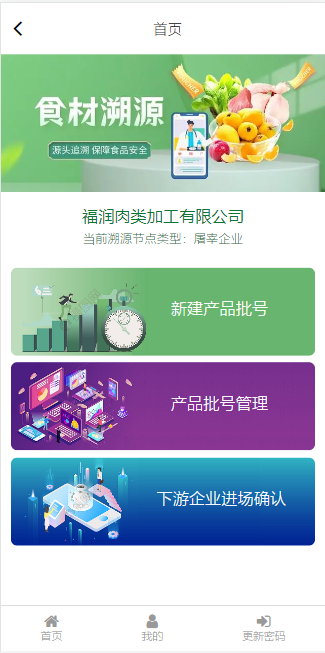 首页
食材溯源
源头追溯 保障食品安全
福润肉类加工有限公司
当前溯源节点类型：屠宰企业
新建产品批号
产品批号管理
下游企业进场确认
首页
我的
更新密码